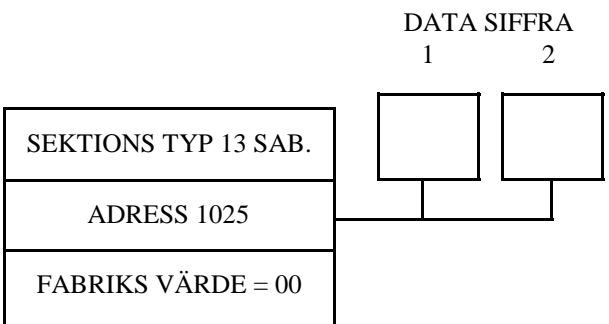 DATA SIFFRA
1 2
SEKTIONS TYP 13 SAB.
ADRESS 1025
FABRIKS VÄRDE = 00